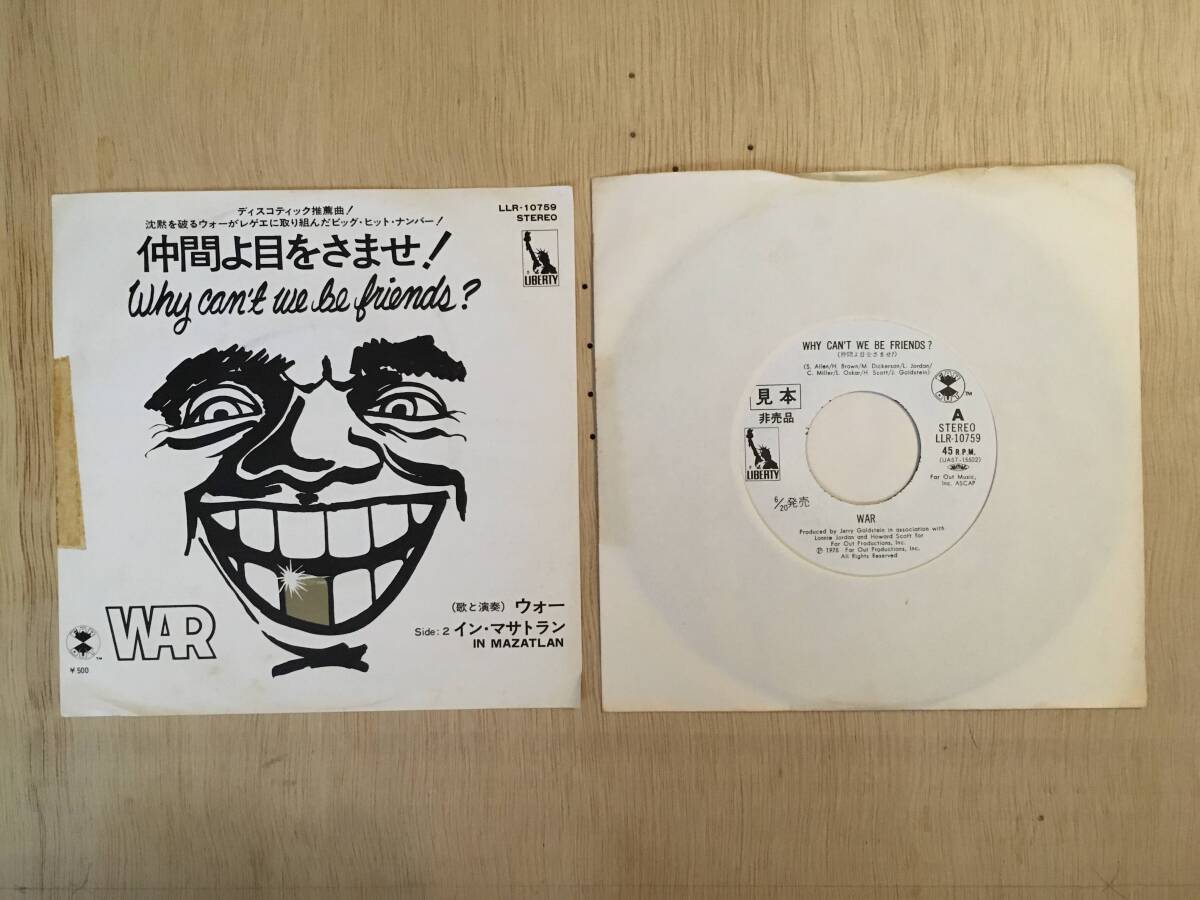 ディスコティック推薦曲!
沈黙を破るウォーがレゲエに取り組んだビッグ・ヒット・ナンバー!
仲間よ目をさませ!
Why can't we be friends?
LLR-10759
STEREO
LIBERTY
(歌と演奏) ウォー
Side: 2 イン・マサトラン
IN MAZATLAN
WAR
TM
¥500
WHY CAN'T WE BE FRIENDS?
(仲間よ目をさませ!)
(S. Allen/H. Brown/M. Dickerson/L. Jordan/
C. Miller/L. Oskar/H. Scott/J. Goldstein)
見本
非売品
LIBERTY
6/20発売
TM
A
STEREO
LLR-10759
45 R.P.M.
(UAST-15502)
Far Out Music,
Inc. ASCAP
WAR
Produced by Jerry Goldstein in association with
Lonnie Jordan and Howard Scott for
Far Out Productions, Inc.
℗ 1975 Far Out Productions, Inc.
All Rights Reserved